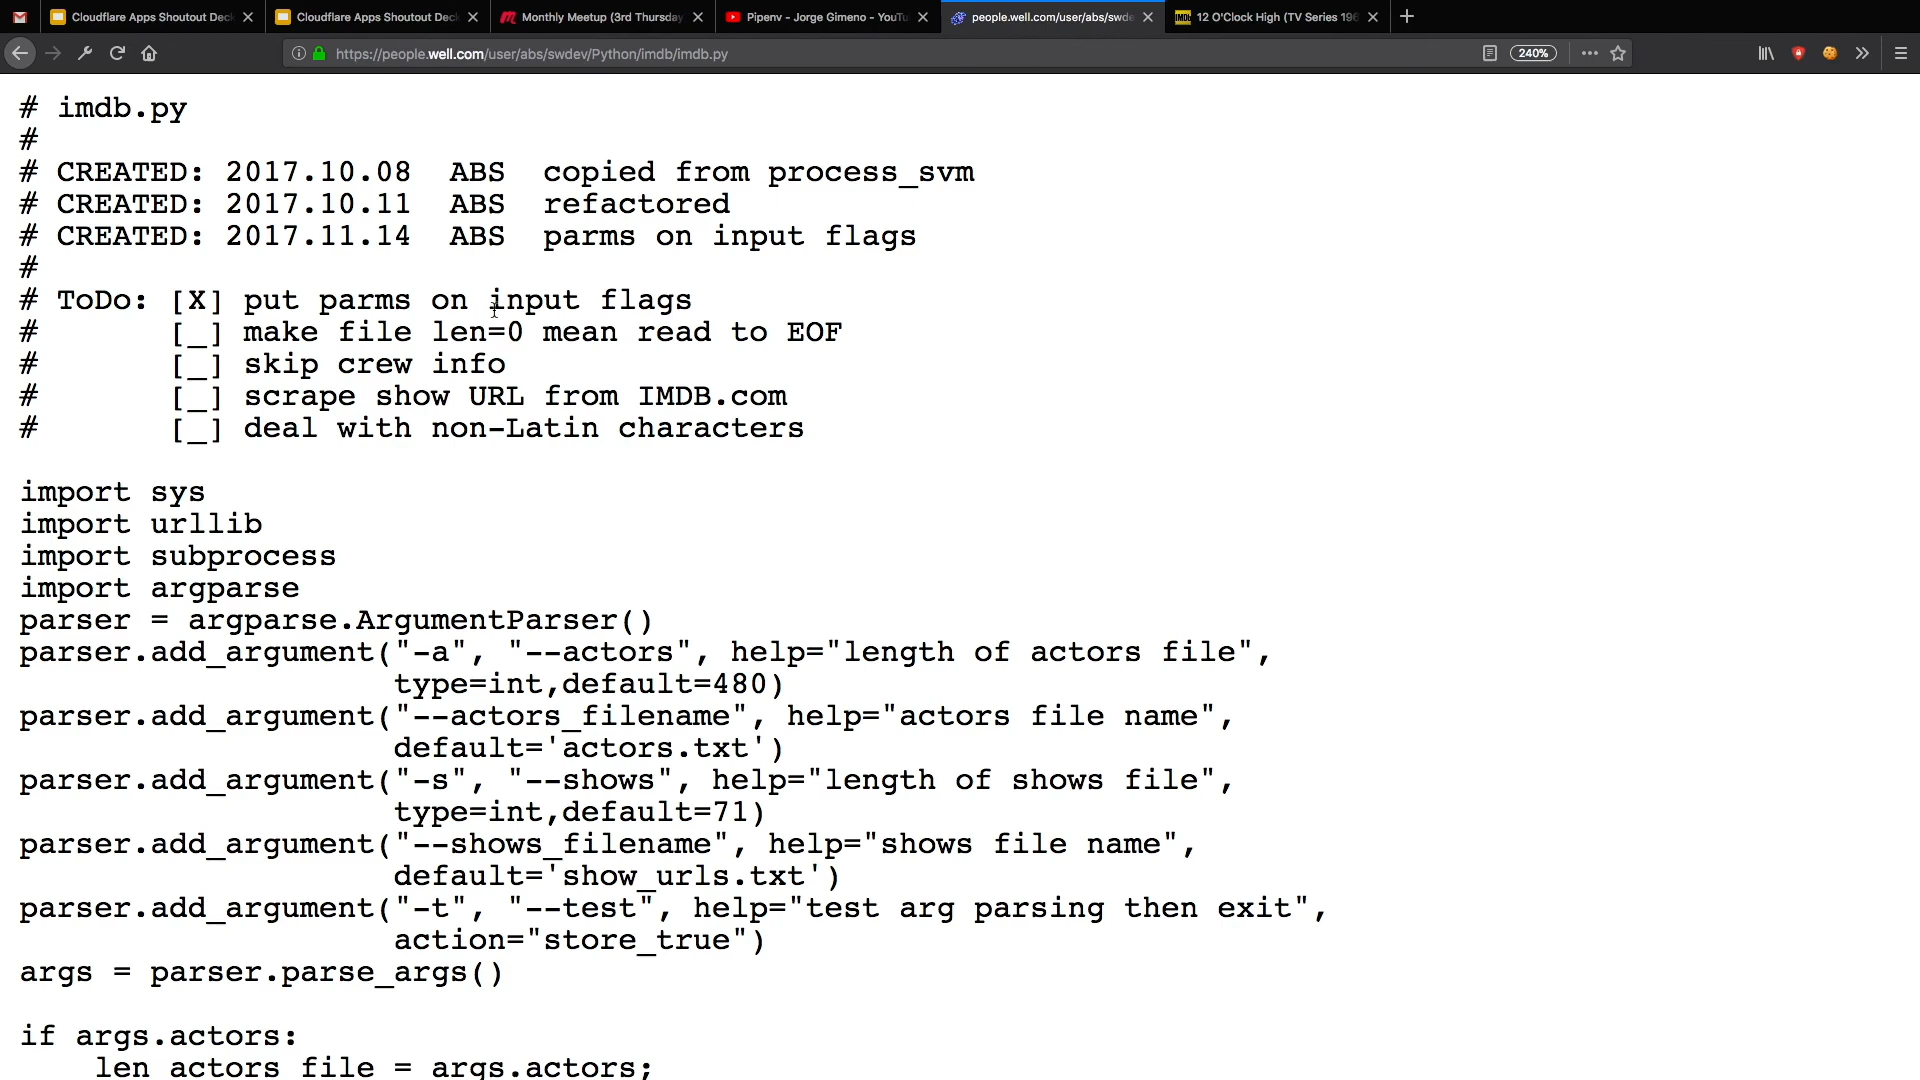 Cloudflare Apps Shoutout Dec
Cloudflare Apps Shoutout Dec
Monthly Meetup (3rd Thursday
Pipenv - Jorge Gimeno - YouTu
people.well.com/user/abs/swde
12 O'Clock High (TV Series 196
https://people.well.com/user/abs/swdev/Python/imdb/imdb.py
240%
# imdb.py
#
# CREATED: 2017.10.08  ABS  copied from process_svm
# CREATED: 2017.10.11  ABS  refactored
# CREATED: 2017.11.14  ABS  parms on input flags
#
# ToDo: [X] put parms on input flags
#       [_] make file len=0 mean read to EOF
#       [_] skip crew info
#       [_] scrape show URL from IMDB.com
#       [_] deal with non-Latin characters
import sys
import urllib
import subprocess
import argparse
parser = argparse.ArgumentParser()
parser.add_argument("-a", "--actors", help="length of actors file",
                    type=int,default=480)
parser.add_argument("--actors_filename", help="actors file name",
                    default='actors.txt')
parser.add_argument("-s", "--shows", help="length of shows file",
                    type=int,default=71)
parser.add_argument("--shows_filename", help="shows file name",
                    default='show_urls.txt')
parser.add_argument("-t", "--test", help="test arg parsing then exit",
                    action="store_true")
args = parser.parse_args()
if args.actors:
    len_actors_file = args.actors;